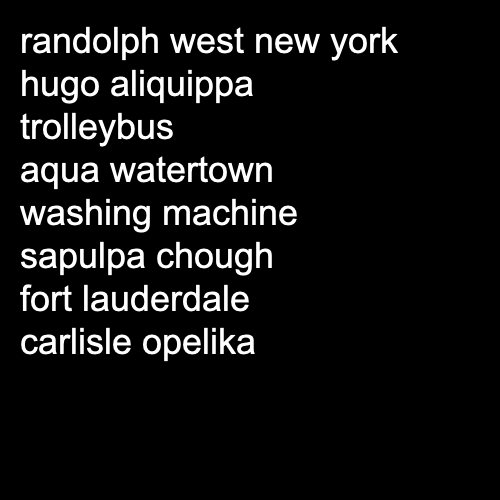 randolph west new york
hugo aliquippa
trolleybus
aqua watertown
washing machine
sapulpa chough
fort lauderdale
carlisle opelika